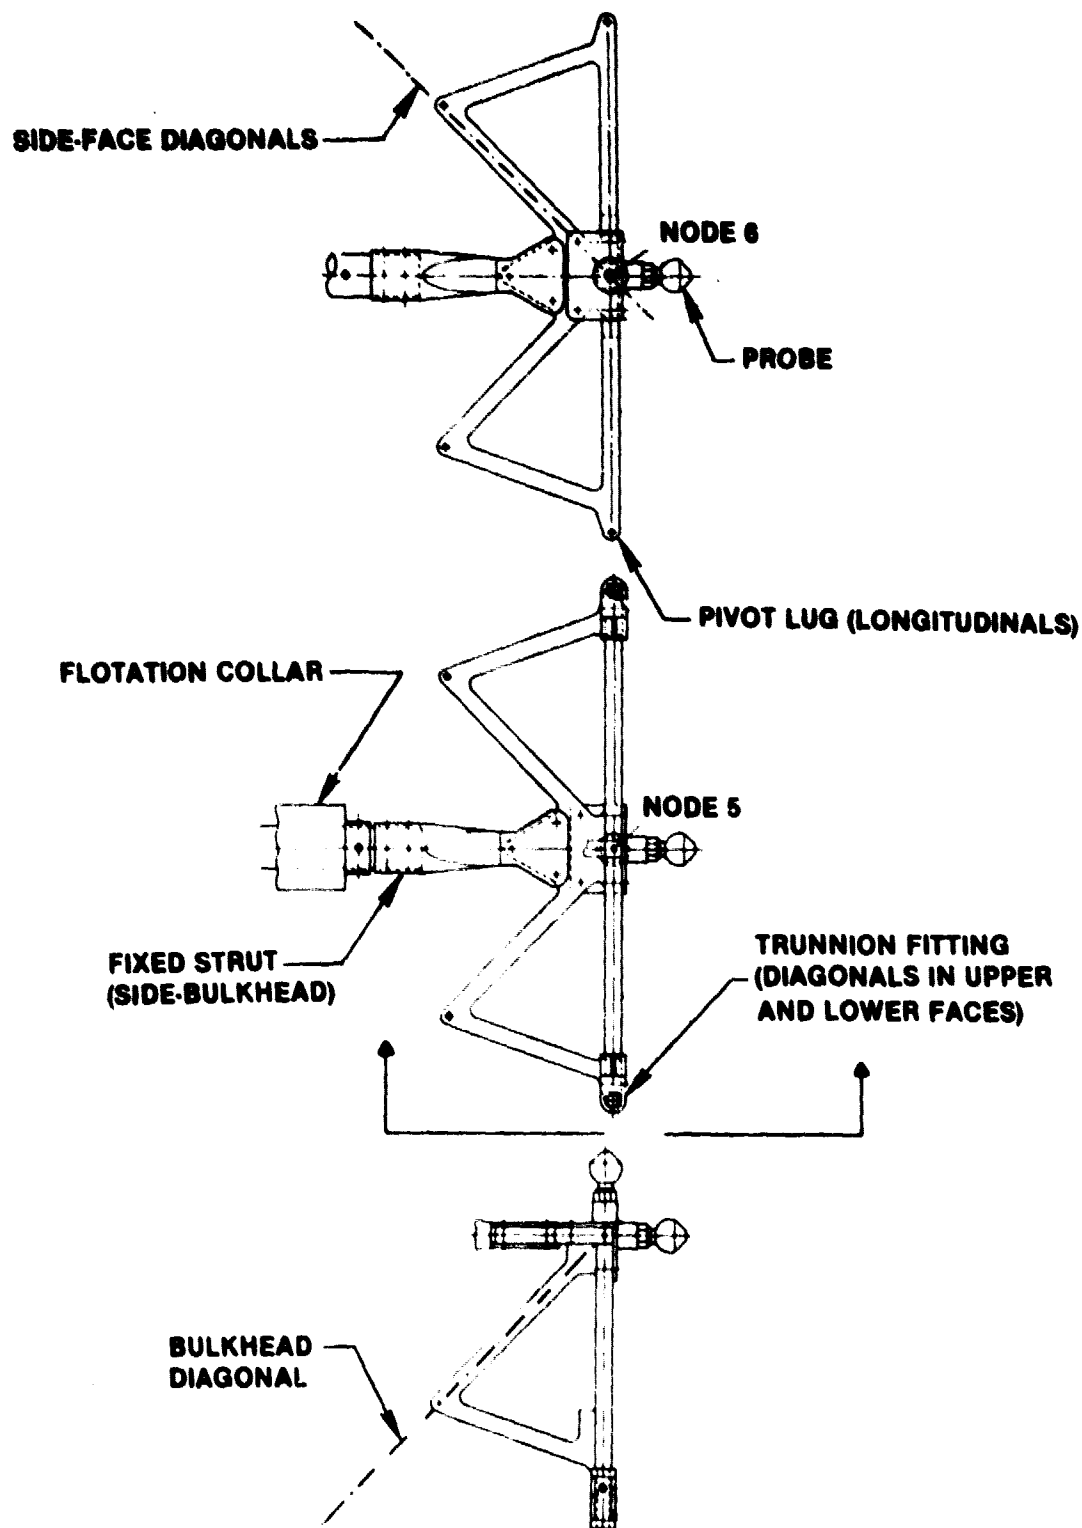 SIDE-FACE DIAGONALS
NODE 6
PROBE
PIVOT LUG (LONGITUDINALS)
FLOTATION COLLAR
NODE 5
FIXED STRUT
(SIDE-BULKHEAD)
TRUNNION FITTING
(DIAGONALS IN UPPER
AND LOWER FACES)
BULKHEAD
DIAGONAL